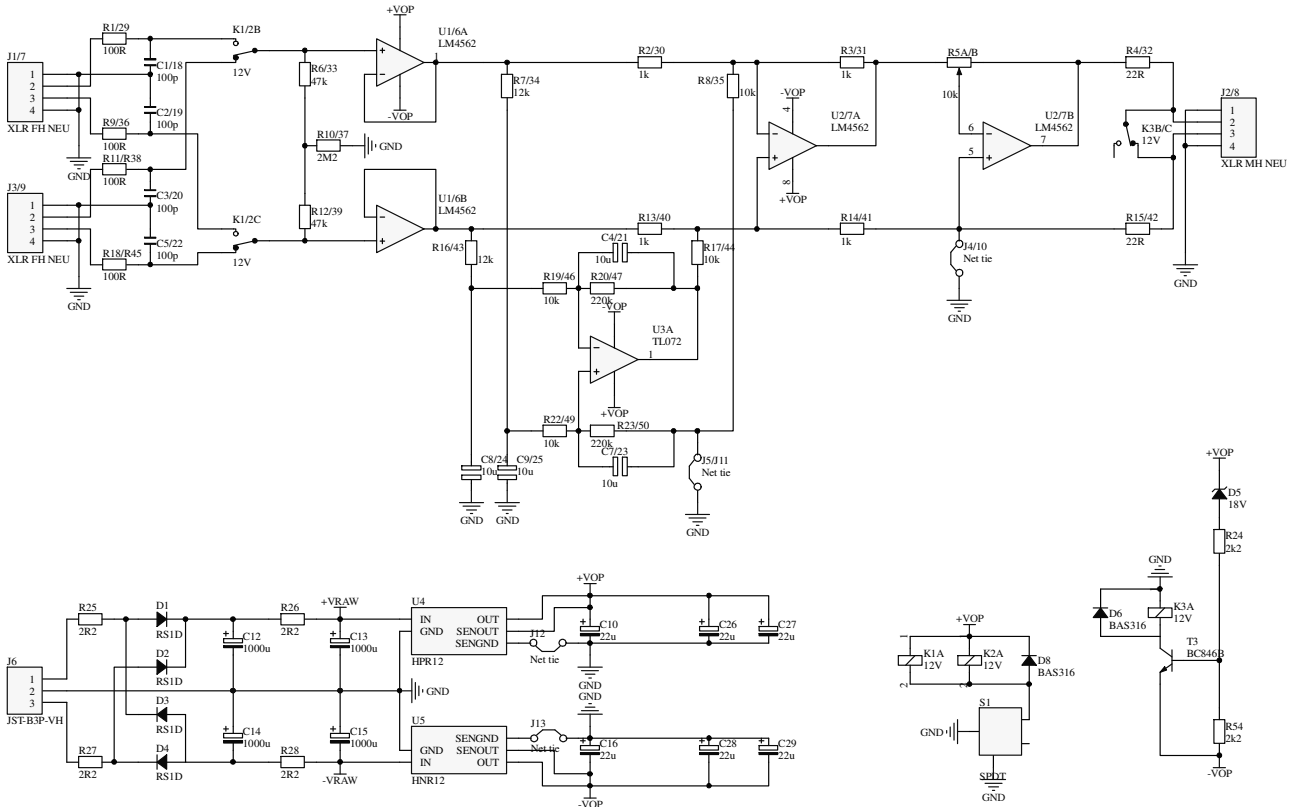 +VOP
R1/29
100R
K1/2B
12V
U1/6A
LM4562
1
-VOP
J1/7
1
2
3
4
XLR FH NEU
C1/18
100p
C2/19
100p
R9/36
100R
GND
R11/R38
100R
R6/33
47k
R10/37
2M2
GND
R7/34
12k
R2/30
1k
R8/35
10k
R3/31
1k
R5A/B
10k
R4/32
22R
-VOP
4
U2/7A
LM4562
8
+VOP
6
5
7
U2/7B
LM4562
K3B/C
12V
J2/8
1
2
3
4
XLR MH NEU
J3/9
1
2
3
4
XLR FH NEU
C3/20
100p
C5/22
100p
R18/R45
100R
GND
K1/2C
12V
R12/39
47k
U1/6B
LM4562
R16/43
12k
R13/40
1k
R14/41
1k
R15/42
22R
GND
C4/21
10u
R17/44
10k
R19/46
10k
R20/47
220k
-VOP
U3A
TL072
1
+VOP
J4/10
Net tie
GND
R22/49
10k
R23/50
220k
C7/23
10u
C8/24
10u
C9/25
10u
GND
GND
J5/J11
Net tie
GND
+VOP
D5
18V
R24
2k2
GND
D6
BAS316
K3A
12V
T3
BC846B
R54
2k2
-VOP
J6
1
2
3
JST-B3P-VH
R25
2R2
D1
RS1D
D2
RS1D
D3
RS1D
D4
RS1D
R27
2R2
R26
2R2
R28
2R2
C12
1000u
C14
1000u
+VRAW
C13
1000u
C15
1000u
-VRAW
GND
U4
IN
GND
OUT
SENOUT
SENGND
HPR12
J12
Net tie
+VOP
C10
22u
C26
22u
C27
22u
GND
GND
U5
SENGND
GND
SENOUT
IN
OUT
HNR12
J13
Net tie
C16
22u
C28
22u
C29
22u
-VOP
+VOP
1
K1A
12V
2
K2A
12V
2
D8
BAS316
S1
GND
SPDT
GND